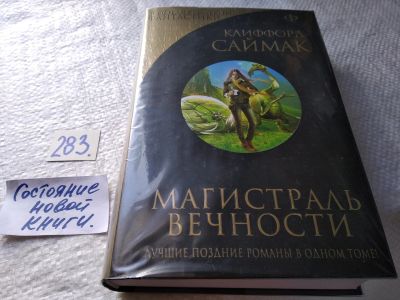 КЛИФФОРД
САЙМАК
МАГИСТРАЛЬ
ВЕЧНОСТИ
ЛУЧШИЕ ПОЗДНИЕ РОМАНЫ В ОДНОМ ТОМЕ!
283.
Состояние
новой
книги.